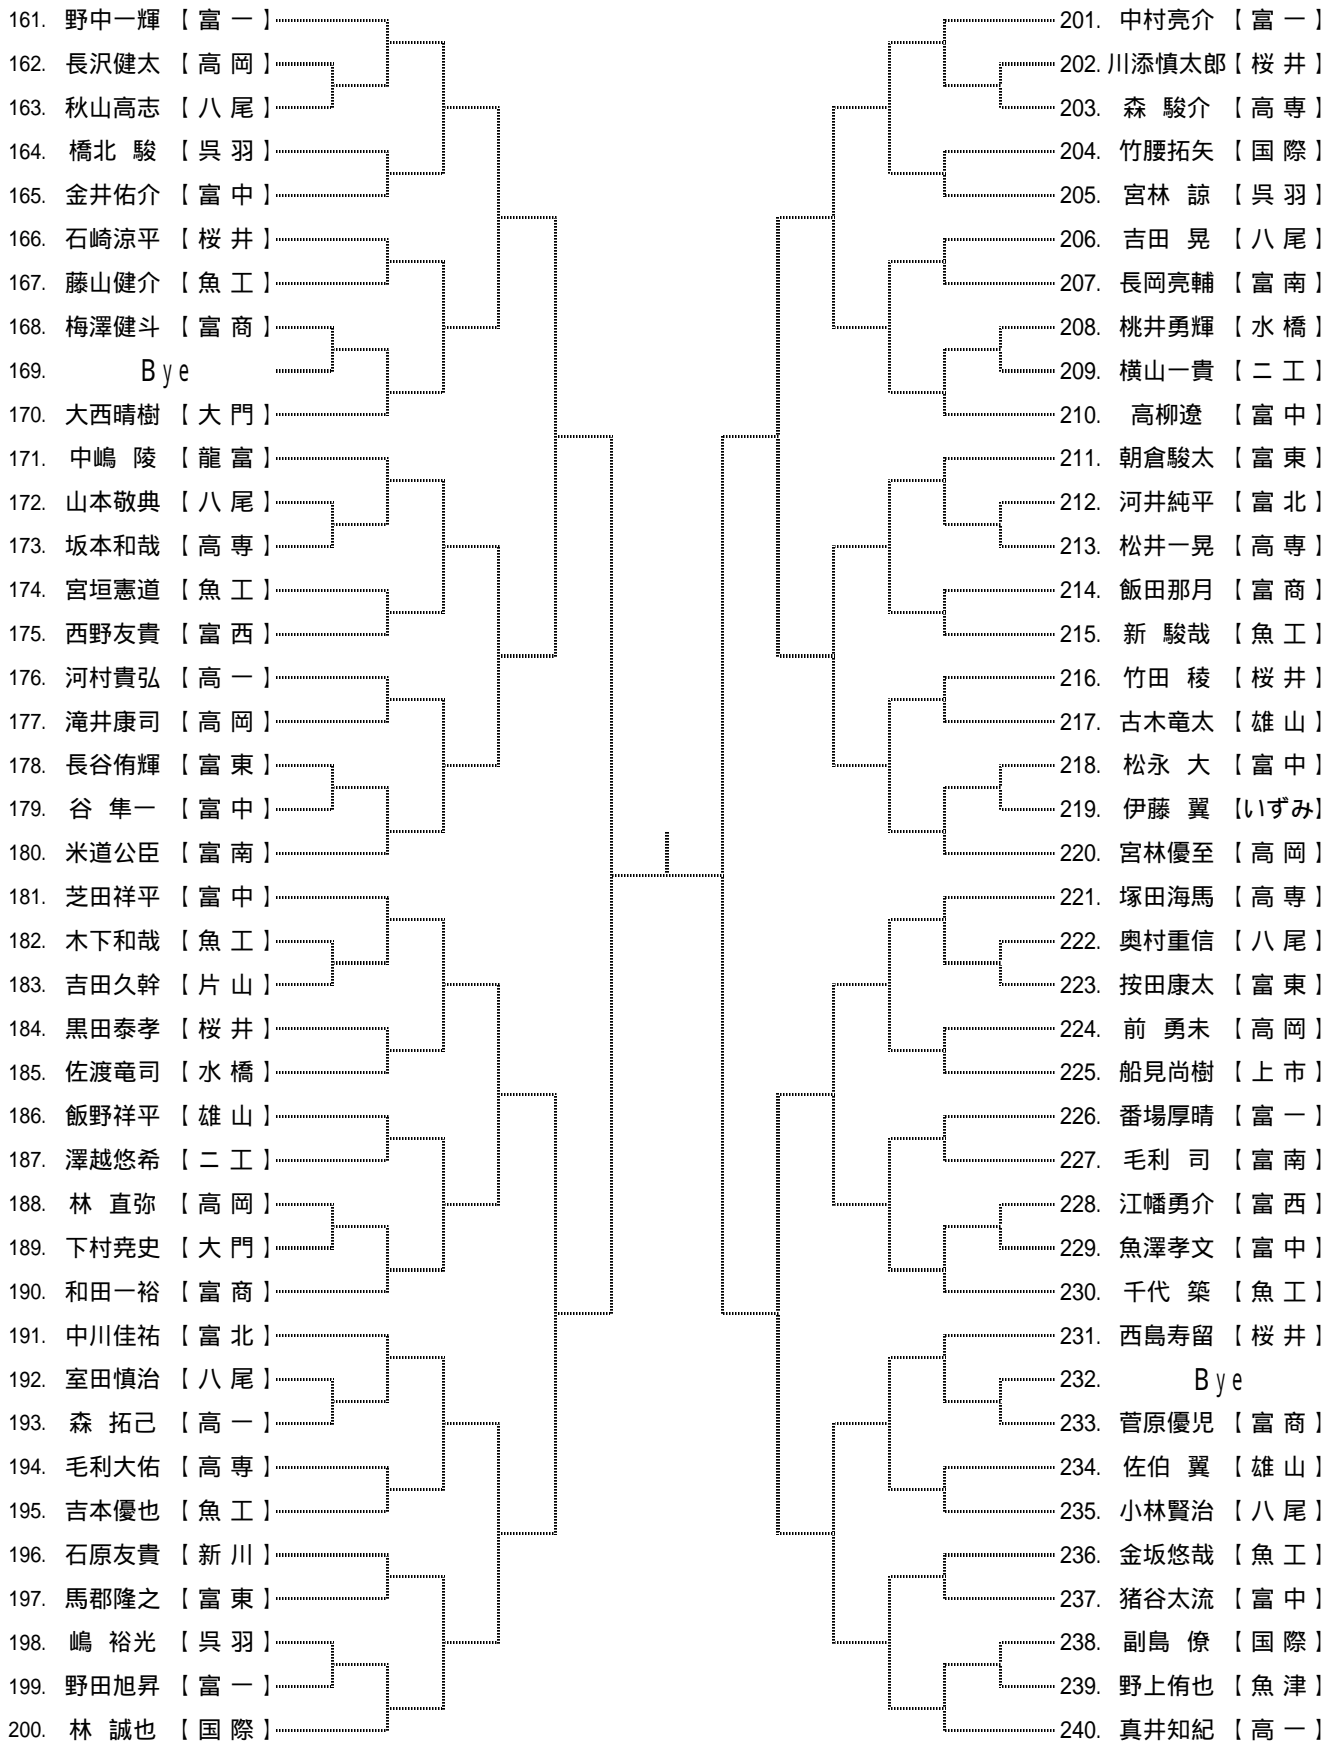 161. 野中一輝 【 富 一 】
162. 長沢健太 【 高 岡 】
163. 秋山高志 【 八 尾 】
164. 橋北 駿 【 呉 羽 】
165. 金井佑介 【 富 中 】
166. 石崎涼平 【 桜 井 】
167. 藤山健介 【 魚 工 】
168. 梅澤健斗 【 富 商 】
169. Bye
170. 大西晴樹 【 大 門 】
171. 中嶋 陵 【 龍 富 】
172. 山本敬典 【 八 尾 】
173. 坂本和哉 【 高 専 】
174. 宮垣憲道 【 魚 工 】
175. 西野友貴 【 富 西 】
176. 河村貴弘 【 高 一 】
177. 滝井康司 【 高 岡 】
178. 長谷侑輝 【 富 東 】
179. 谷 隼一 【 富 中 】
180. 米道公臣 【 富 南 】
181. 芝田祥平 【 富 中 】
182. 木下和哉 【 魚 工 】
183. 吉田久幹 【 片 山 】
184. 黒田泰孝 【 桜 井 】
185. 佐渡竜司 【 水 橋 】
186. 飯野祥平 【 雄 山 】
187. 澤越悠希 【 二 工 】
188. 林 直弥 【 高 岡 】
189. 下村尭史 【 大 門 】
190. 和田一裕 【 富 商 】
191. 中川佳祐 【 富 北 】
192. 室田慎治 【 八 尾 】
193. 森 拓己 【 高 一 】
194. 毛利大佑 【 高 専 】
195. 吉本優也 【 魚 工 】
196. 石原友貴 【 新 川 】
197. 馬郡隆之 【 富 東 】
198. 嶋 裕光 【 呉 羽 】
199. 野田旭昇 【 富 一 】
200. 林 誠也 【 国 際 】
201. 中村亮介 【 富 一 】
202. 川添慎太郎 【 桜 井 】
203. 森 駿介 【 高 専 】
204. 竹腰拓矢 【 国 際 】
205. 宮林 諒 【 呉 羽 】
206. 吉田 晃 【 八 尾 】
207. 長岡亮輔 【 富 南 】
208. 桃井勇輝 【 水 橋 】
209. 横山一貴 【 二 工 】
210. 高柳遼 【 富 中 】
211. 朝倉駿太 【 富 東 】
212. 河井純平 【 富 北 】
213. 松井一晃 【 高 専 】
214. 飯田那月 【 富 商 】
215. 新 駿哉 【 魚 工 】
216. 竹田 稜 【 桜 井 】
217. 古木竜太 【 雄 山 】
218. 松永 大 【 富 中 】
219. 伊藤 翼 【いずみ】
220. 宮林優至 【 高 岡 】
221. 塚田海馬 【 高 専 】
222. 奥村重信 【 八 尾 】
223. 按田康太 【 富 東 】
224. 前 勇未 【 高 岡 】
225. 船見尚樹 【 上 市 】
226. 番場厚晴 【 富 一 】
227. 毛利 司 【 富 南 】
228. 江幡勇介 【 富 西 】
229. 魚澤孝文 【 富 中 】
230. 千代 築 【 魚 工 】
231. 西島寿留 【 桜 井 】
232. Bye
233. 菅原優児 【 富 商 】
234. 佐伯 翼 【 雄 山 】
235. 小林賢治 【 八 尾 】
236. 金坂悠哉 【 魚 工 】
237. 猪谷太流 【 富 中 】
238. 副島 僚 【 国 際 】
239. 野上侑也 【 魚 津 】
240. 真井知紀 【 高 一 】